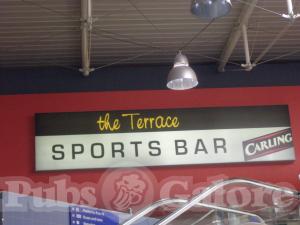 the Terrace
SPORTS BAR
CARLING
Pubs Galore